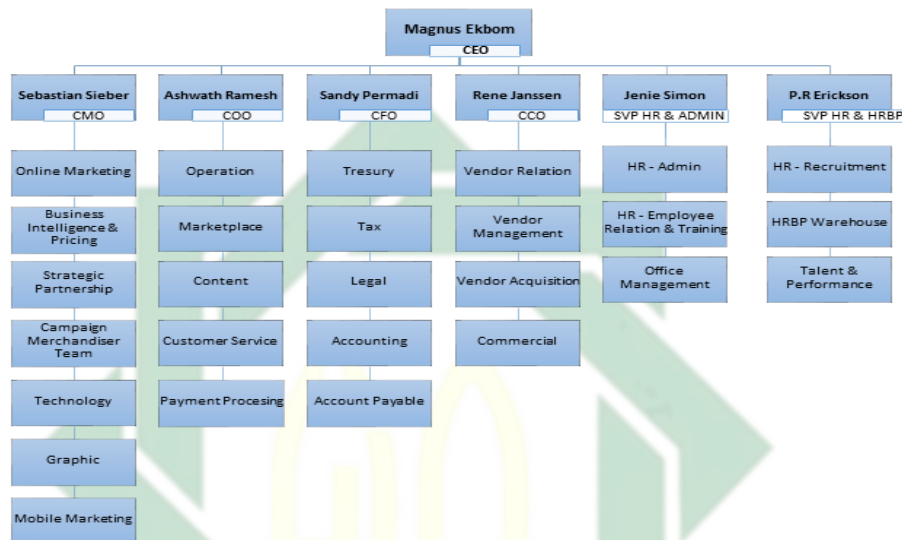 Magnus Ekbom
CEO
Sebastian Sieber
CMO
Ashwath Ramesh
COO
Sandy Permadi
CFO
Rene Janssen
CCO
Jenie Simon
SVP HR & ADMIN
P.R Erickson
SVP HR & HRBP
Online Marketing
Business
Intelligence &
Pricing
Strategic
Partnership
Campaign
Merchandiser
Team
Technology
Graphic
Mobile Marketing
Operation
Marketplace
Content
Customer Service
Payment Procesing
Tresury
Tax
Legal
Accounting
Account Payable
Vendor Relation
Vendor
Management
Vendor Acquisition
Commercial
HR - Admin
HR - Employee
Relation & Training
Office
Management
HR - Recruitment
HRBP Warehouse
Talent &
Performance